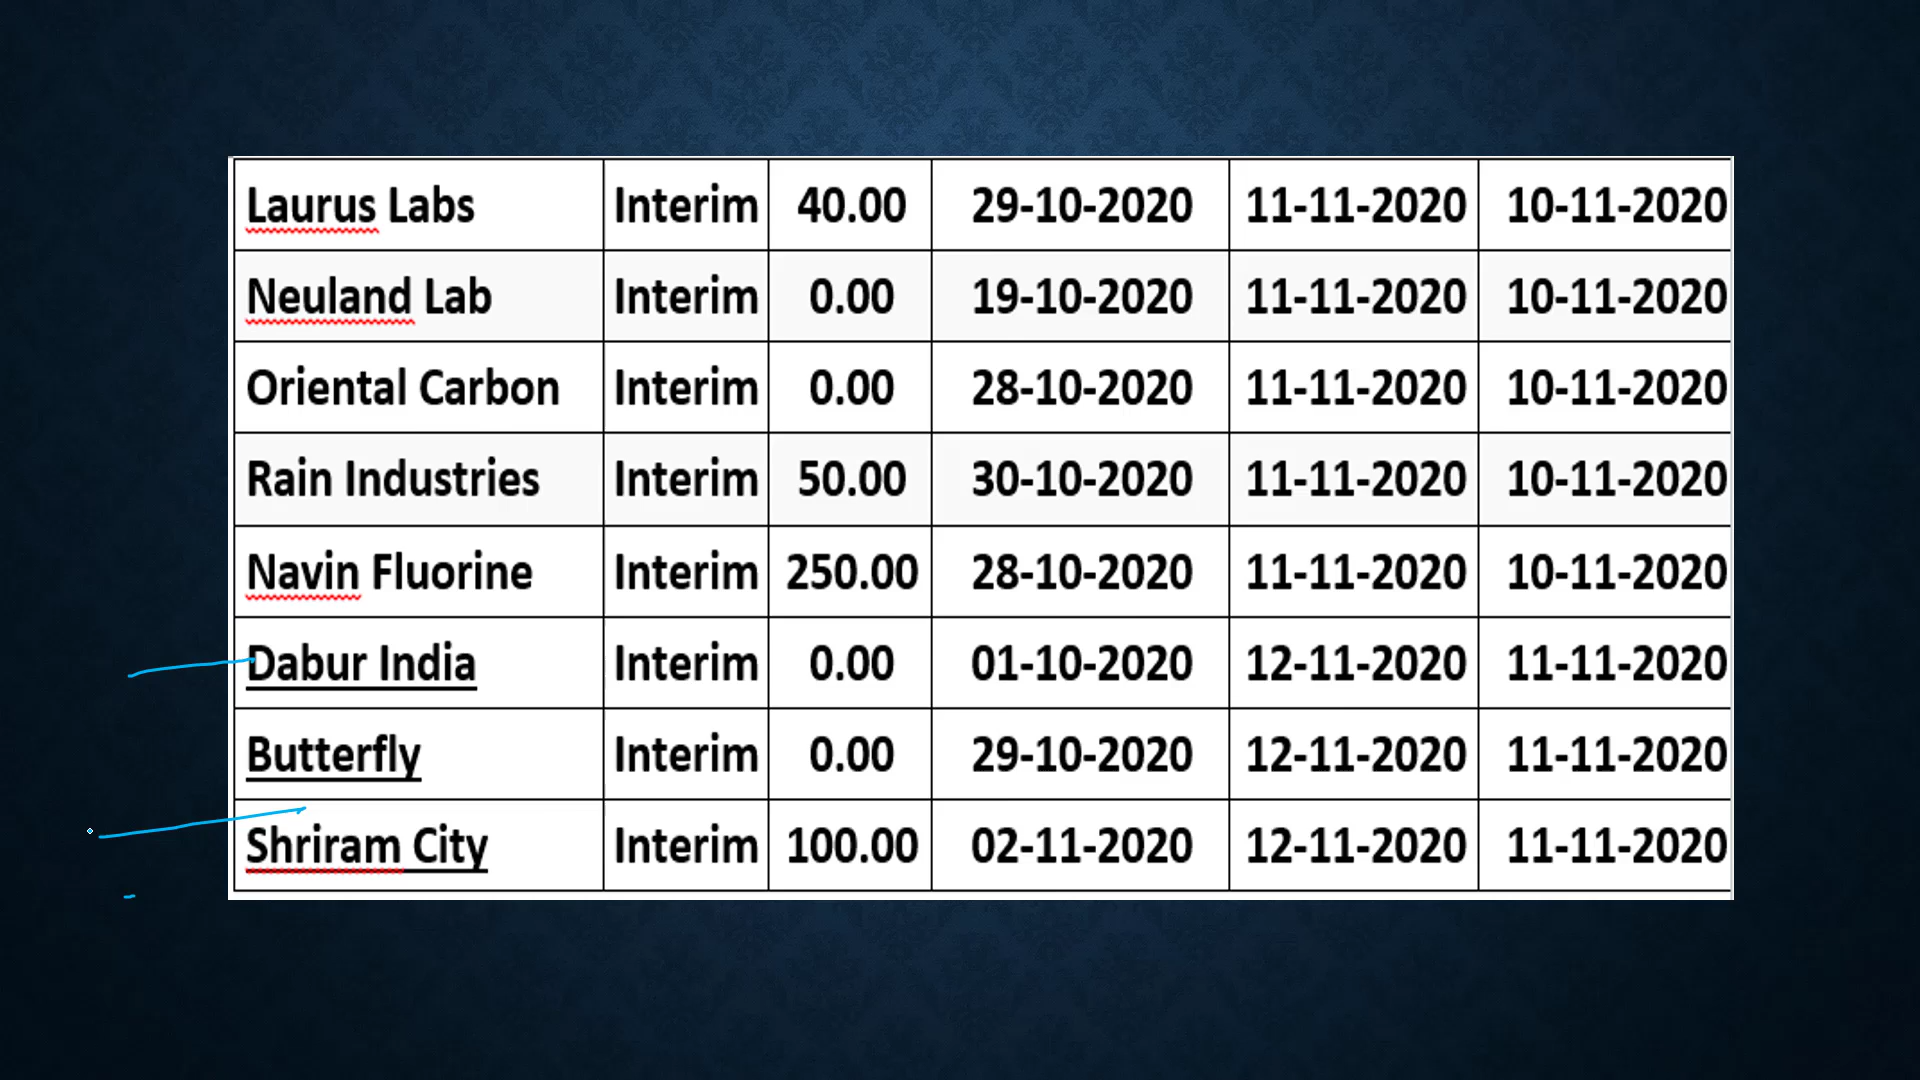 Laurus Labs Interim 40.00 29-10-2020 11-11-2020 10-11-2020
Neuland Lab Interim 0.00 19-10-2020 11-11-2020 10-11-2020
Oriental Carbon Interim 0.00 28-10-2020 11-11-2020 10-11-2020
Rain Industries Interim 50.00 30-10-2020 11-11-2020 10-11-2020
Navin Fluorine Interim 250.00 28-10-2020 11-11-2020 10-11-2020
Dabur India Interim 0.00 01-10-2020 12-11-2020 11-11-2020
Butterfly Interim 0.00 29-10-2020 12-11-2020 11-11-2020
Shriram City Interim 100.00 02-11-2020 12-11-2020 11-11-2020